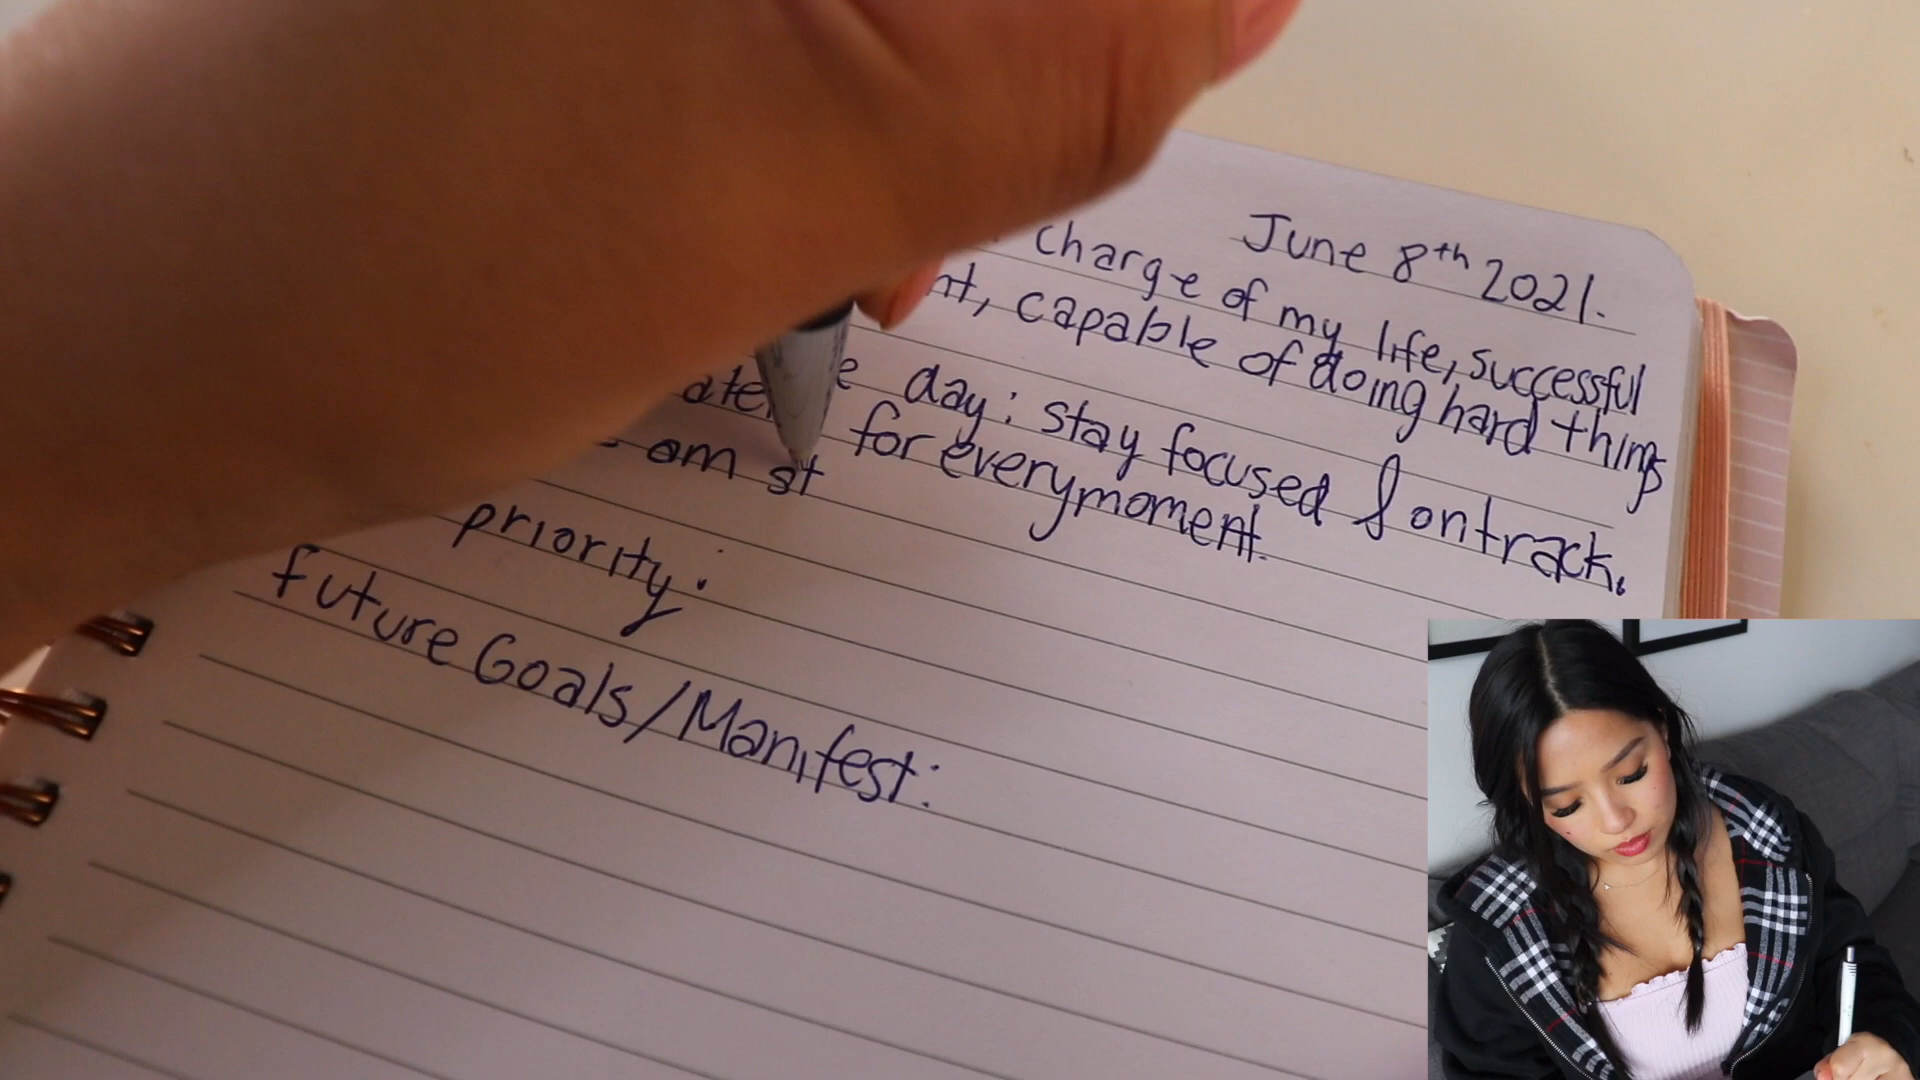 June 8th 2021.
charge of my life, successful
nt, capable of doing hard things
e day: Stay focused & on track.
for every moment.
am st
priority:
future Goals/Manifest: